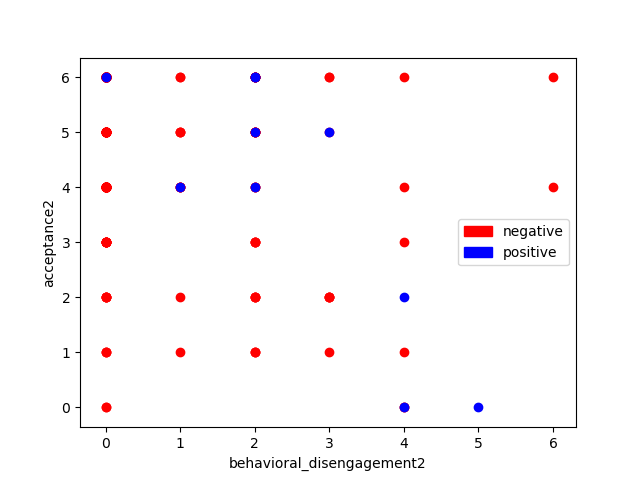 6
5
4
3
2
1
0
acceptance2
negative
positive
0 1 2 3 4 5 6
behavioral_disengagement2